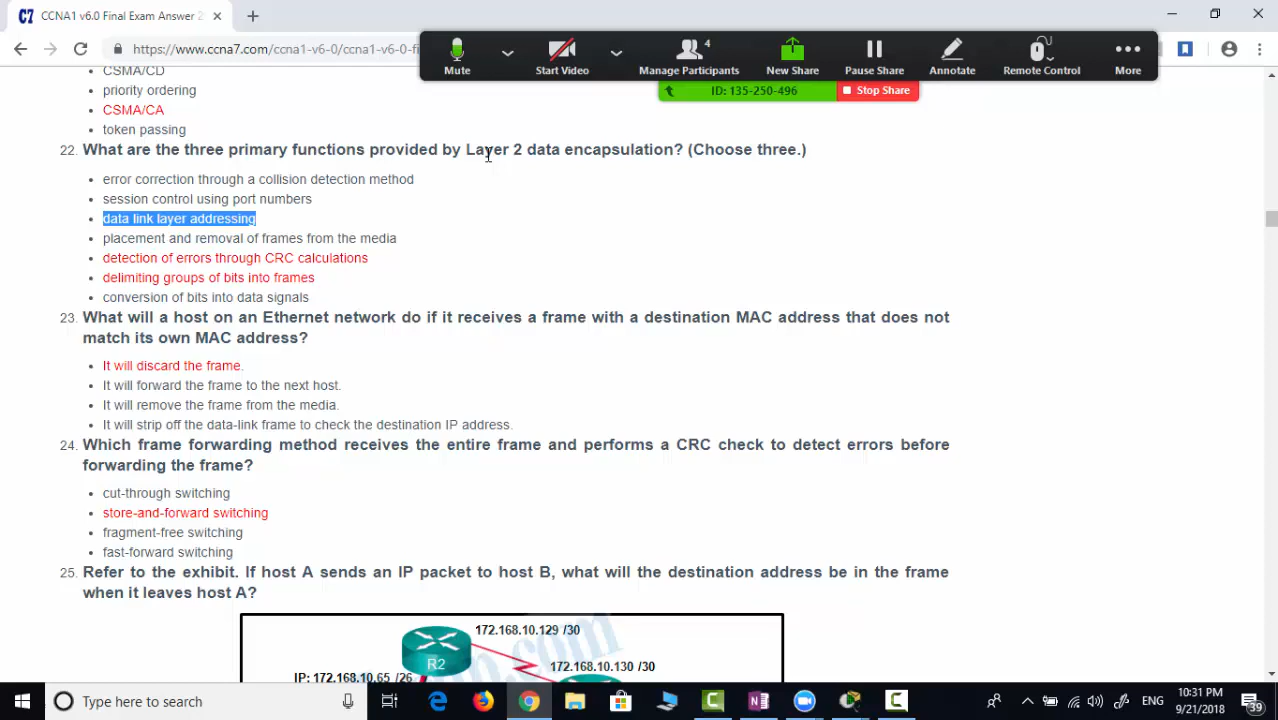 CCNA1 v6.0 Final Exam Answer 2
https://www.ccna7.com/ccna1-v6-0/ccna1-v6-0-fi
Mute
Start Video
4
Manage Participants
New Share
Pause Share
Annotate
Remote Control
More
ID: 135-250-496
Stop Share
CSMA/CD
priority ordering
CSMA/CA
token passing
22. What are the three primary functions provided by Layer 2 data encapsulation? (Choose three.)
error correction through a collision detection method
session control using port numbers
data link layer addressing
placement and removal of frames from the media
detection of errors through CRC calculations
delimiting groups of bits into frames
conversion of bits into data signals
23. What will a host on an Ethernet network do if it receives a frame with a destination MAC address that does not
match its own MAC address?
It will discard the frame.
It will forward the frame to the next host.
It will remove the frame from the media.
It will strip off the data-link frame to check the destination IP address.
24. Which frame forwarding method receives the entire frame and performs a CRC check to detect errors before
forwarding the frame?
cut-through switching
store-and-forward switching
fragment-free switching
fast-forward switching
25. Refer to the exhibit. If host A sends an IP packet to host B, what will the destination address be in the frame
when it leaves host A?
172.168.10.129 /30
R2
172.168.10.130 /30
IP: 172.168.10.65 /26
Type here to search
ENG
10:31 PM
9/21/2018
39